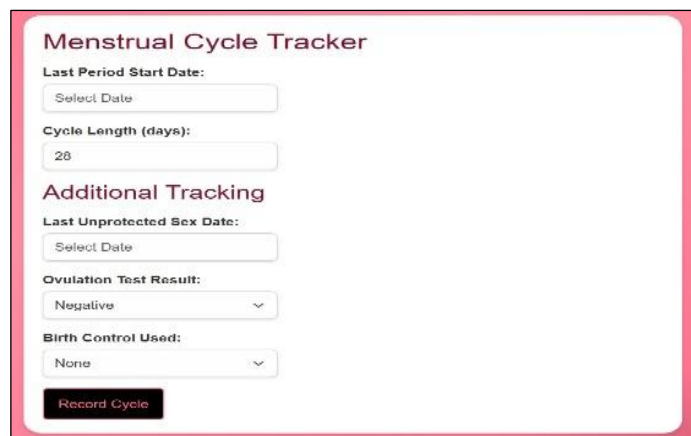 Menstrual Cycle Tracker
Last Period Start Date:
Select Date
Cycle Length (days):
28
Additional Tracking
Last Unprotected Sex Date:
Select Date
Ovulation Test Result:
Negative
Birth Control Used:
None
Record Cycle